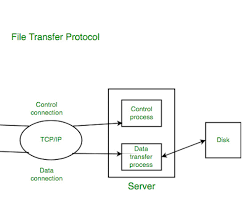 File Transfer Protocol
Control
connection
Control
process
TCP/IP
Data
transfer
process
Disk
Data
connection
Server